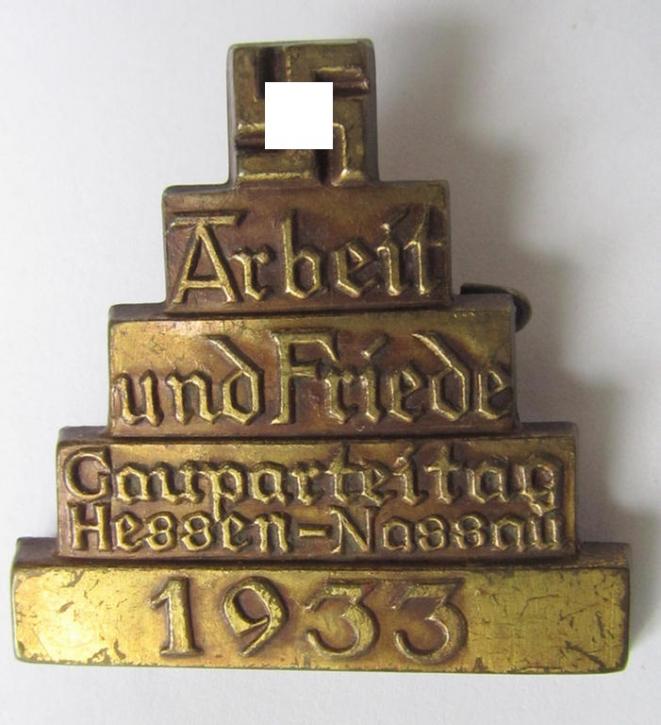 Arbeit
und Friede
Gauparteitag
Hessen-Nassau
1933